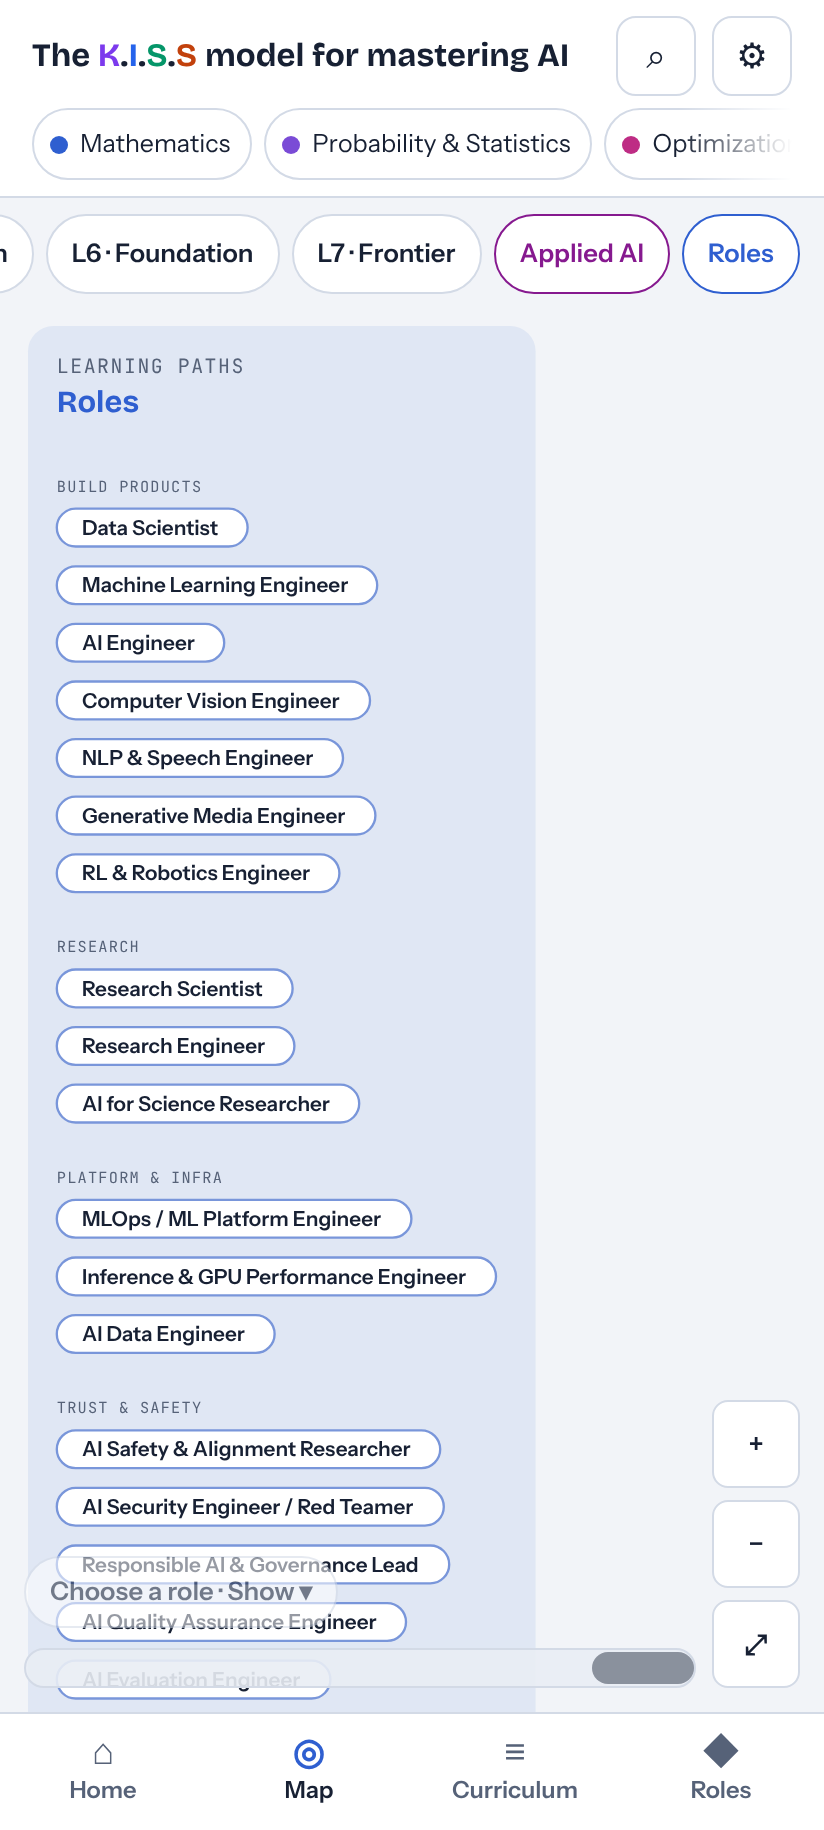 The K.I.S.S model for mastering AI
Mathematics
Probability & Statistics
Optimizatio
n
L6·Foundation
L7·Frontier
Applied AI
Roles
LEARNING PATHS
Roles
BUILD PRODUCTS
Data Scientist
Machine Learning Engineer
AI Engineer
Computer Vision Engineer
NLP & Speech Engineer
Generative Media Engineer
RL & Robotics Engineer
RESEARCH
Research Scientist
Research Engineer
AI for Science Researcher
PLATFORM & INFRA
MLOps / ML Platform Engineer
Inference & GPU Performance Engineer
AI Data Engineer
TRUST & SAFETY
AI Safety & Alignment Researcher
AI Security Engineer / Red Teamer
Responsible AI & Governance Lead
Choose a role·Show ▾
AI Quality Assurance Engineer
AI Evaluation Engineer
+
−
Home
Map
Curriculum
Roles